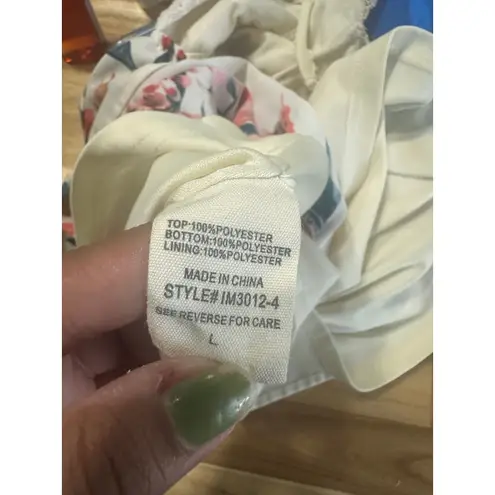 TOP:100%POLYESTER
BOTTOM:100%POLYESTER
LINING:100%POLYESTER
MADE IN CHINA
STYLE# IM3012-4
SEE REVERSE FOR CARE
L